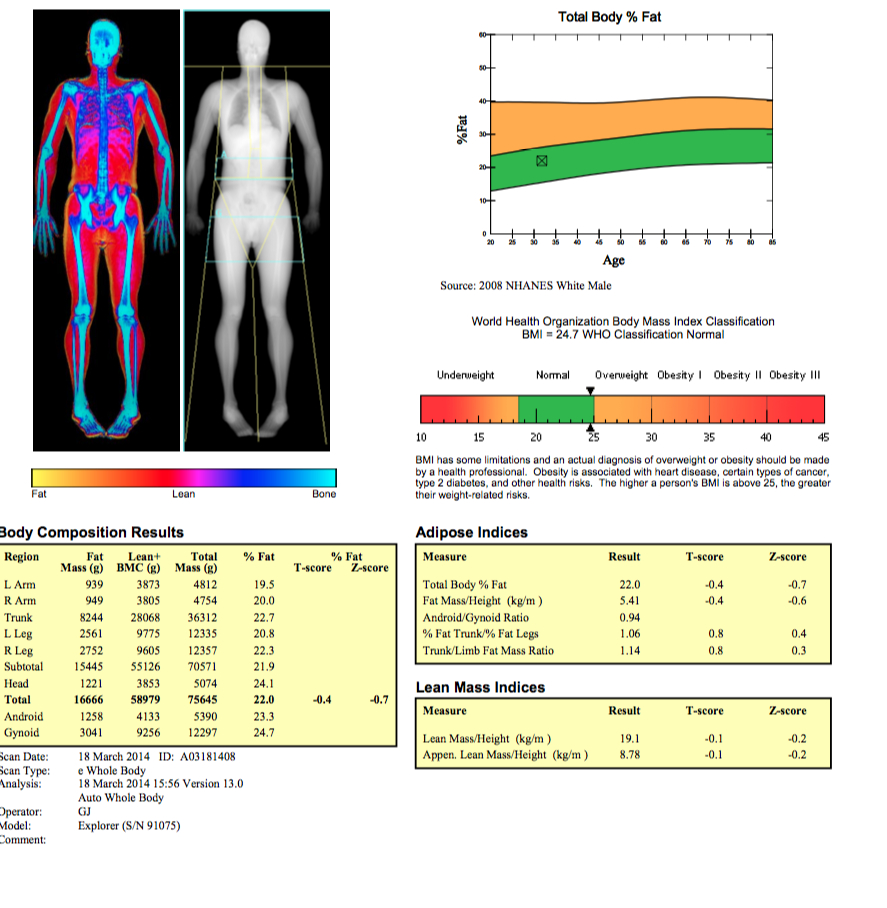 Total Body % Fat
%Fat
60
50
40
30
20
10
0
20 25 30 35 40 45 50 55 60 65 70 75 80 85
Age
Source: 2008 NHANES White Male
World Health Organization Body Mass Index Classification
BMI = 24.7 WHO Classification Normal
Underweight Normal Overweight Obesity I Obesity II Obesity III
10 15 20 25 30 35 40 45
BMI has some limitations and an actual diagnosis of overweight or obesity should be made
by a health professional. Obesity is associated with heart disease, certain types of cancer,
type 2 diabetes, and other health risks. The higher a person's BMI is above 25, the greater
their weight-related risks.
Fat Lean Bone
Body Composition Results
Region Fat Lean+ Total % Fat % Fat
Mass (g) BMC (g) Mass (g) T-score Z-score
L Arm 939 3873 4812 19.5
R Arm 949 3805 4754 20.0
Trunk 8244 28068 36312 22.7
L Leg 2561 9775 12335 20.8
R Leg 2752 9605 12357 22.3
Subtotal 15445 55126 70571 21.9
Head 1221 3853 5074 24.1
Total 16666 58979 75645 22.0 -0.4 -0.7
Android 1258 4133 5390 23.3
Gynoid 3041 9256 12297 24.7
Scan Date: 18 March 2014 ID: A03181408
Scan Type: e Whole Body
Analysis: 18 March 2014 15:56 Version 13.0
Auto Whole Body
Operator: GJ
Model: Explorer (S/N 91075)
Comment:
Adipose Indices
Measure Result T-score Z-score
Total Body % Fat 22.0 -0.4 -0.7
Fat Mass/Height (kg/m ) 5.41 -0.4 -0.6
Android/Gynoid Ratio 0.94
% Fat Trunk/% Fat Legs 1.06 0.8 0.4
Trunk/Limb Fat Mass Ratio 1.14 0.8 0.3
Lean Mass Indices
Measure Result T-score Z-score
Lean Mass/Height (kg/m ) 19.1 -0.1 -0.2
Appen. Lean Mass/Height (kg/m ) 8.78 -0.1 -0.2